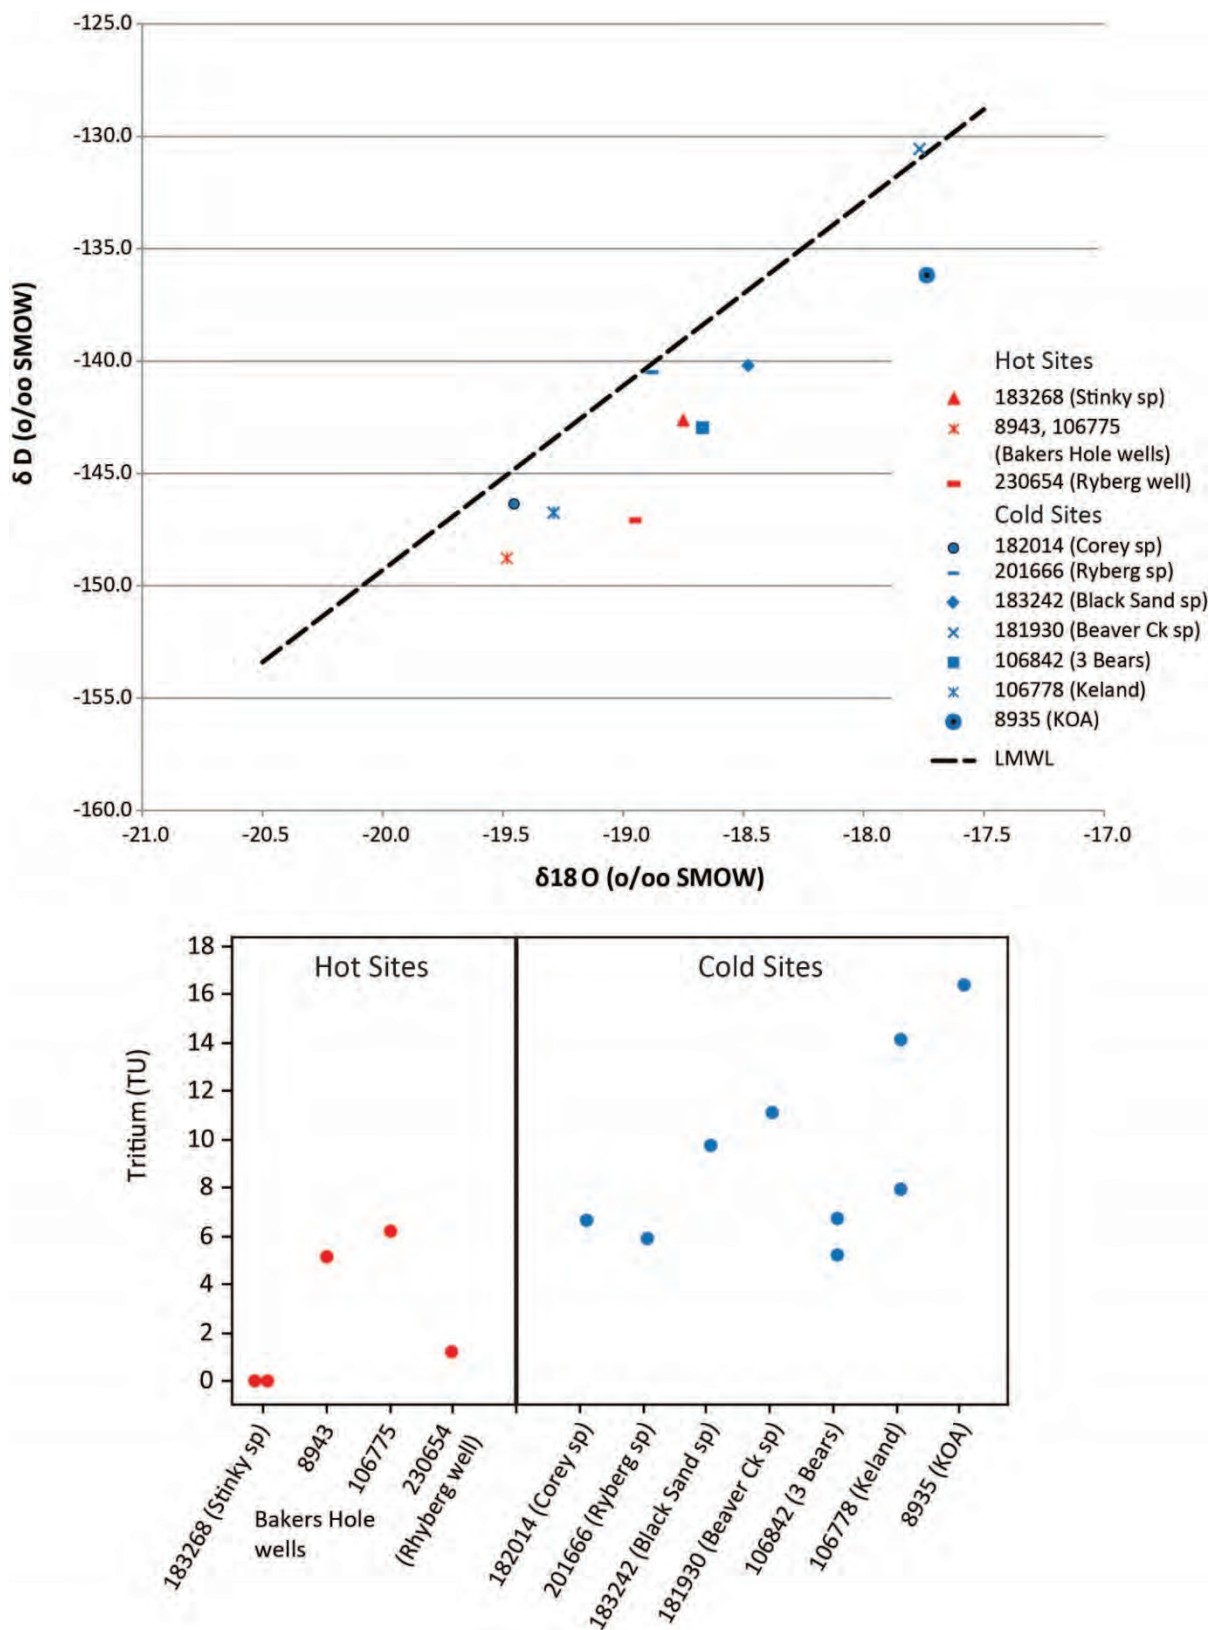 -125.0
-130.0
-135.0
-140.0
-145.0
-150.0
-155.0
-160.0
δ D (o/oo SMOW)
Hot Sites
183268 (Stinky sp)
8943, 106775
(Bakers Hole wells)
230654 (Ryberg well)
Cold Sites
182014 (Corey sp)
201666 (Ryberg sp)
183242 (Black Sand sp)
181930 (Beaver Ck sp)
106842 (3 Bears)
106778 (Keland)
8935 (KOA)
LMWL
-21.0 -20.5 -20.0 -19.5 -19.0 -18.5 -18.0 -17.5 -17.0
δ18O (o/oo SMOW)
Hot Sites Cold Sites
18
16
14
12
10
8
6
4
2
0
Tritium (TU)
183268 (Stinky sp)
8943
106775
Bakers Hole
wells
230654
(Rhyberg well)
182014 (Corey sp)
201666 (Ryberg sp)
183242 (Black Sand sp)
181930 (Beaver Ck sp)
106842 (3 Bears)
106778 (Keland)
8935 (KOA)